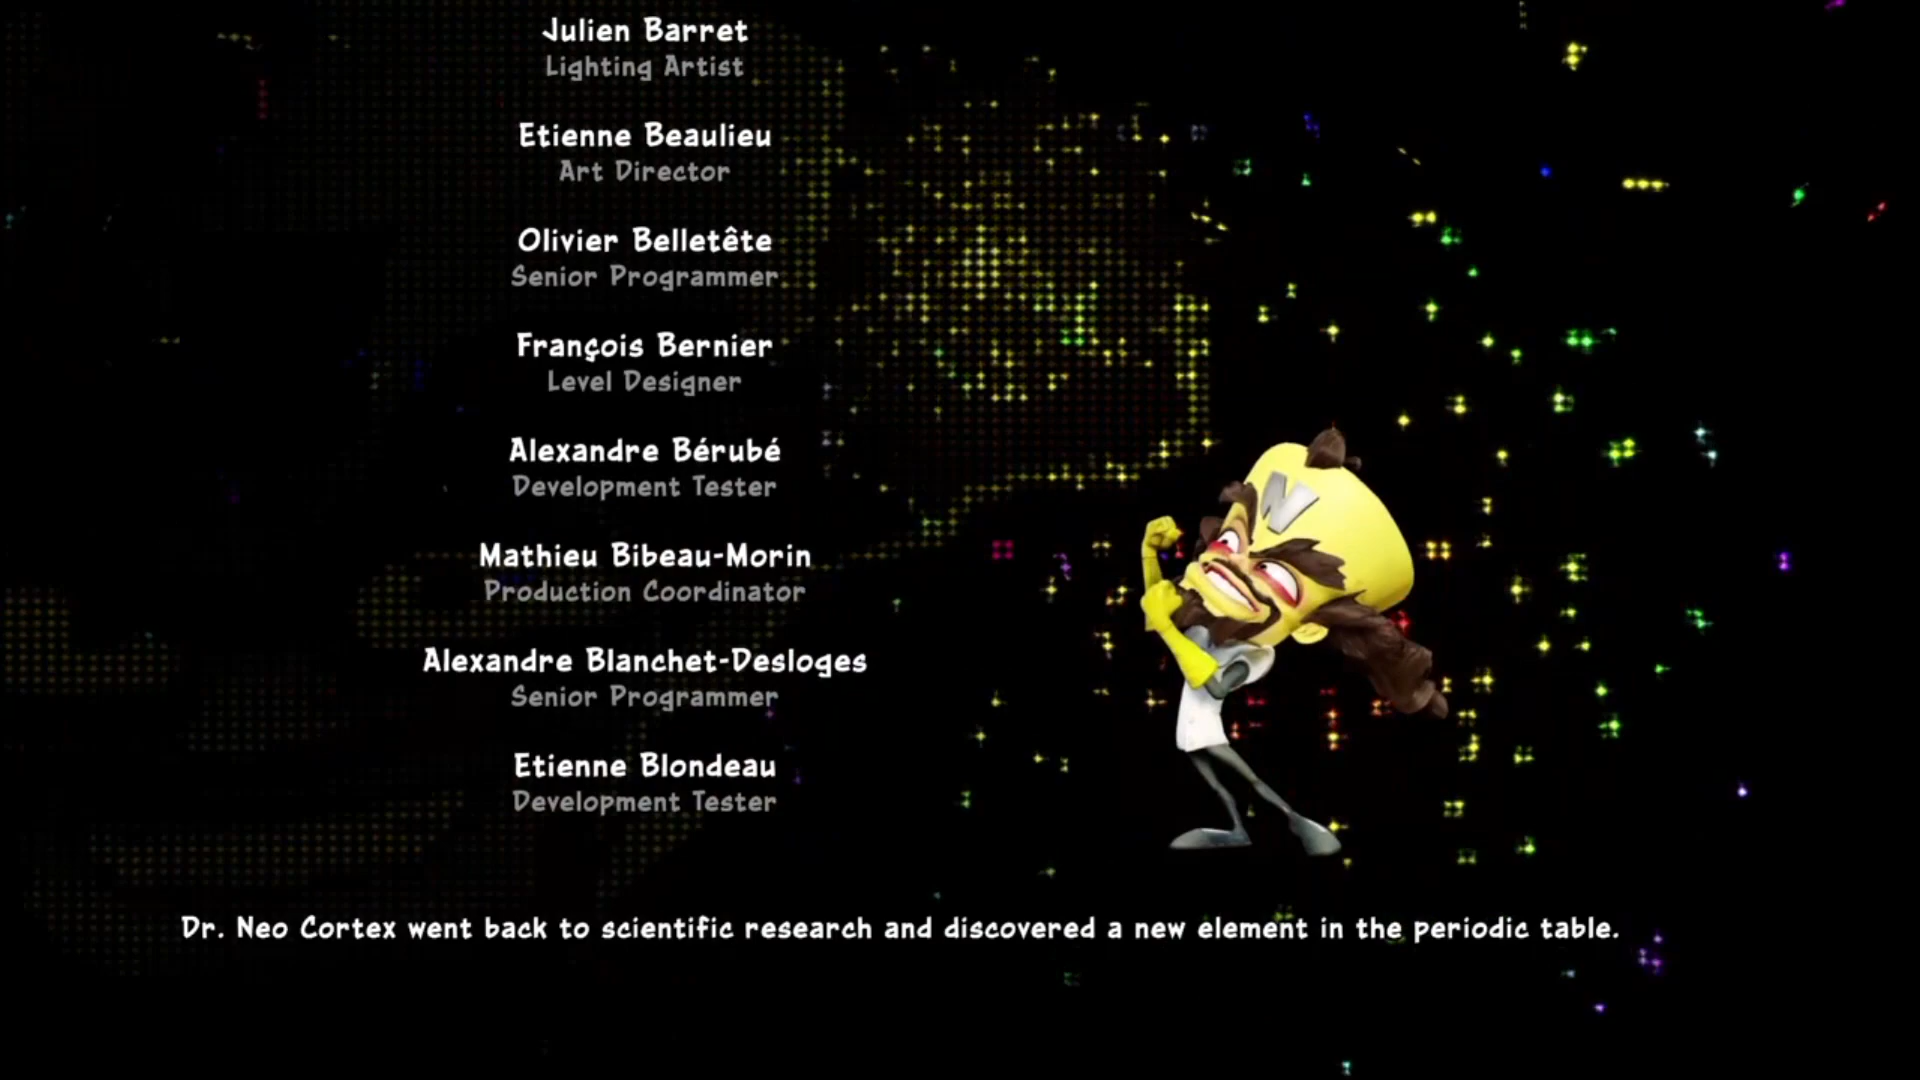 Julien Barret
Lighting Artist
Etienne Beaulieu
Art Director
Olivier Belletête
Senior Programmer
François Bernier
Level Designer
Alexandre Bérubé
Development Tester
Mathieu Bibeau-Morin
Production Coordinator
Alexandre Blanchet-Desloges
Senior Programmer
Etienne Blondeau
Development Tester
N
Dr. Neo Cortex went back to scientific research and discovered a new element in the periodic table.